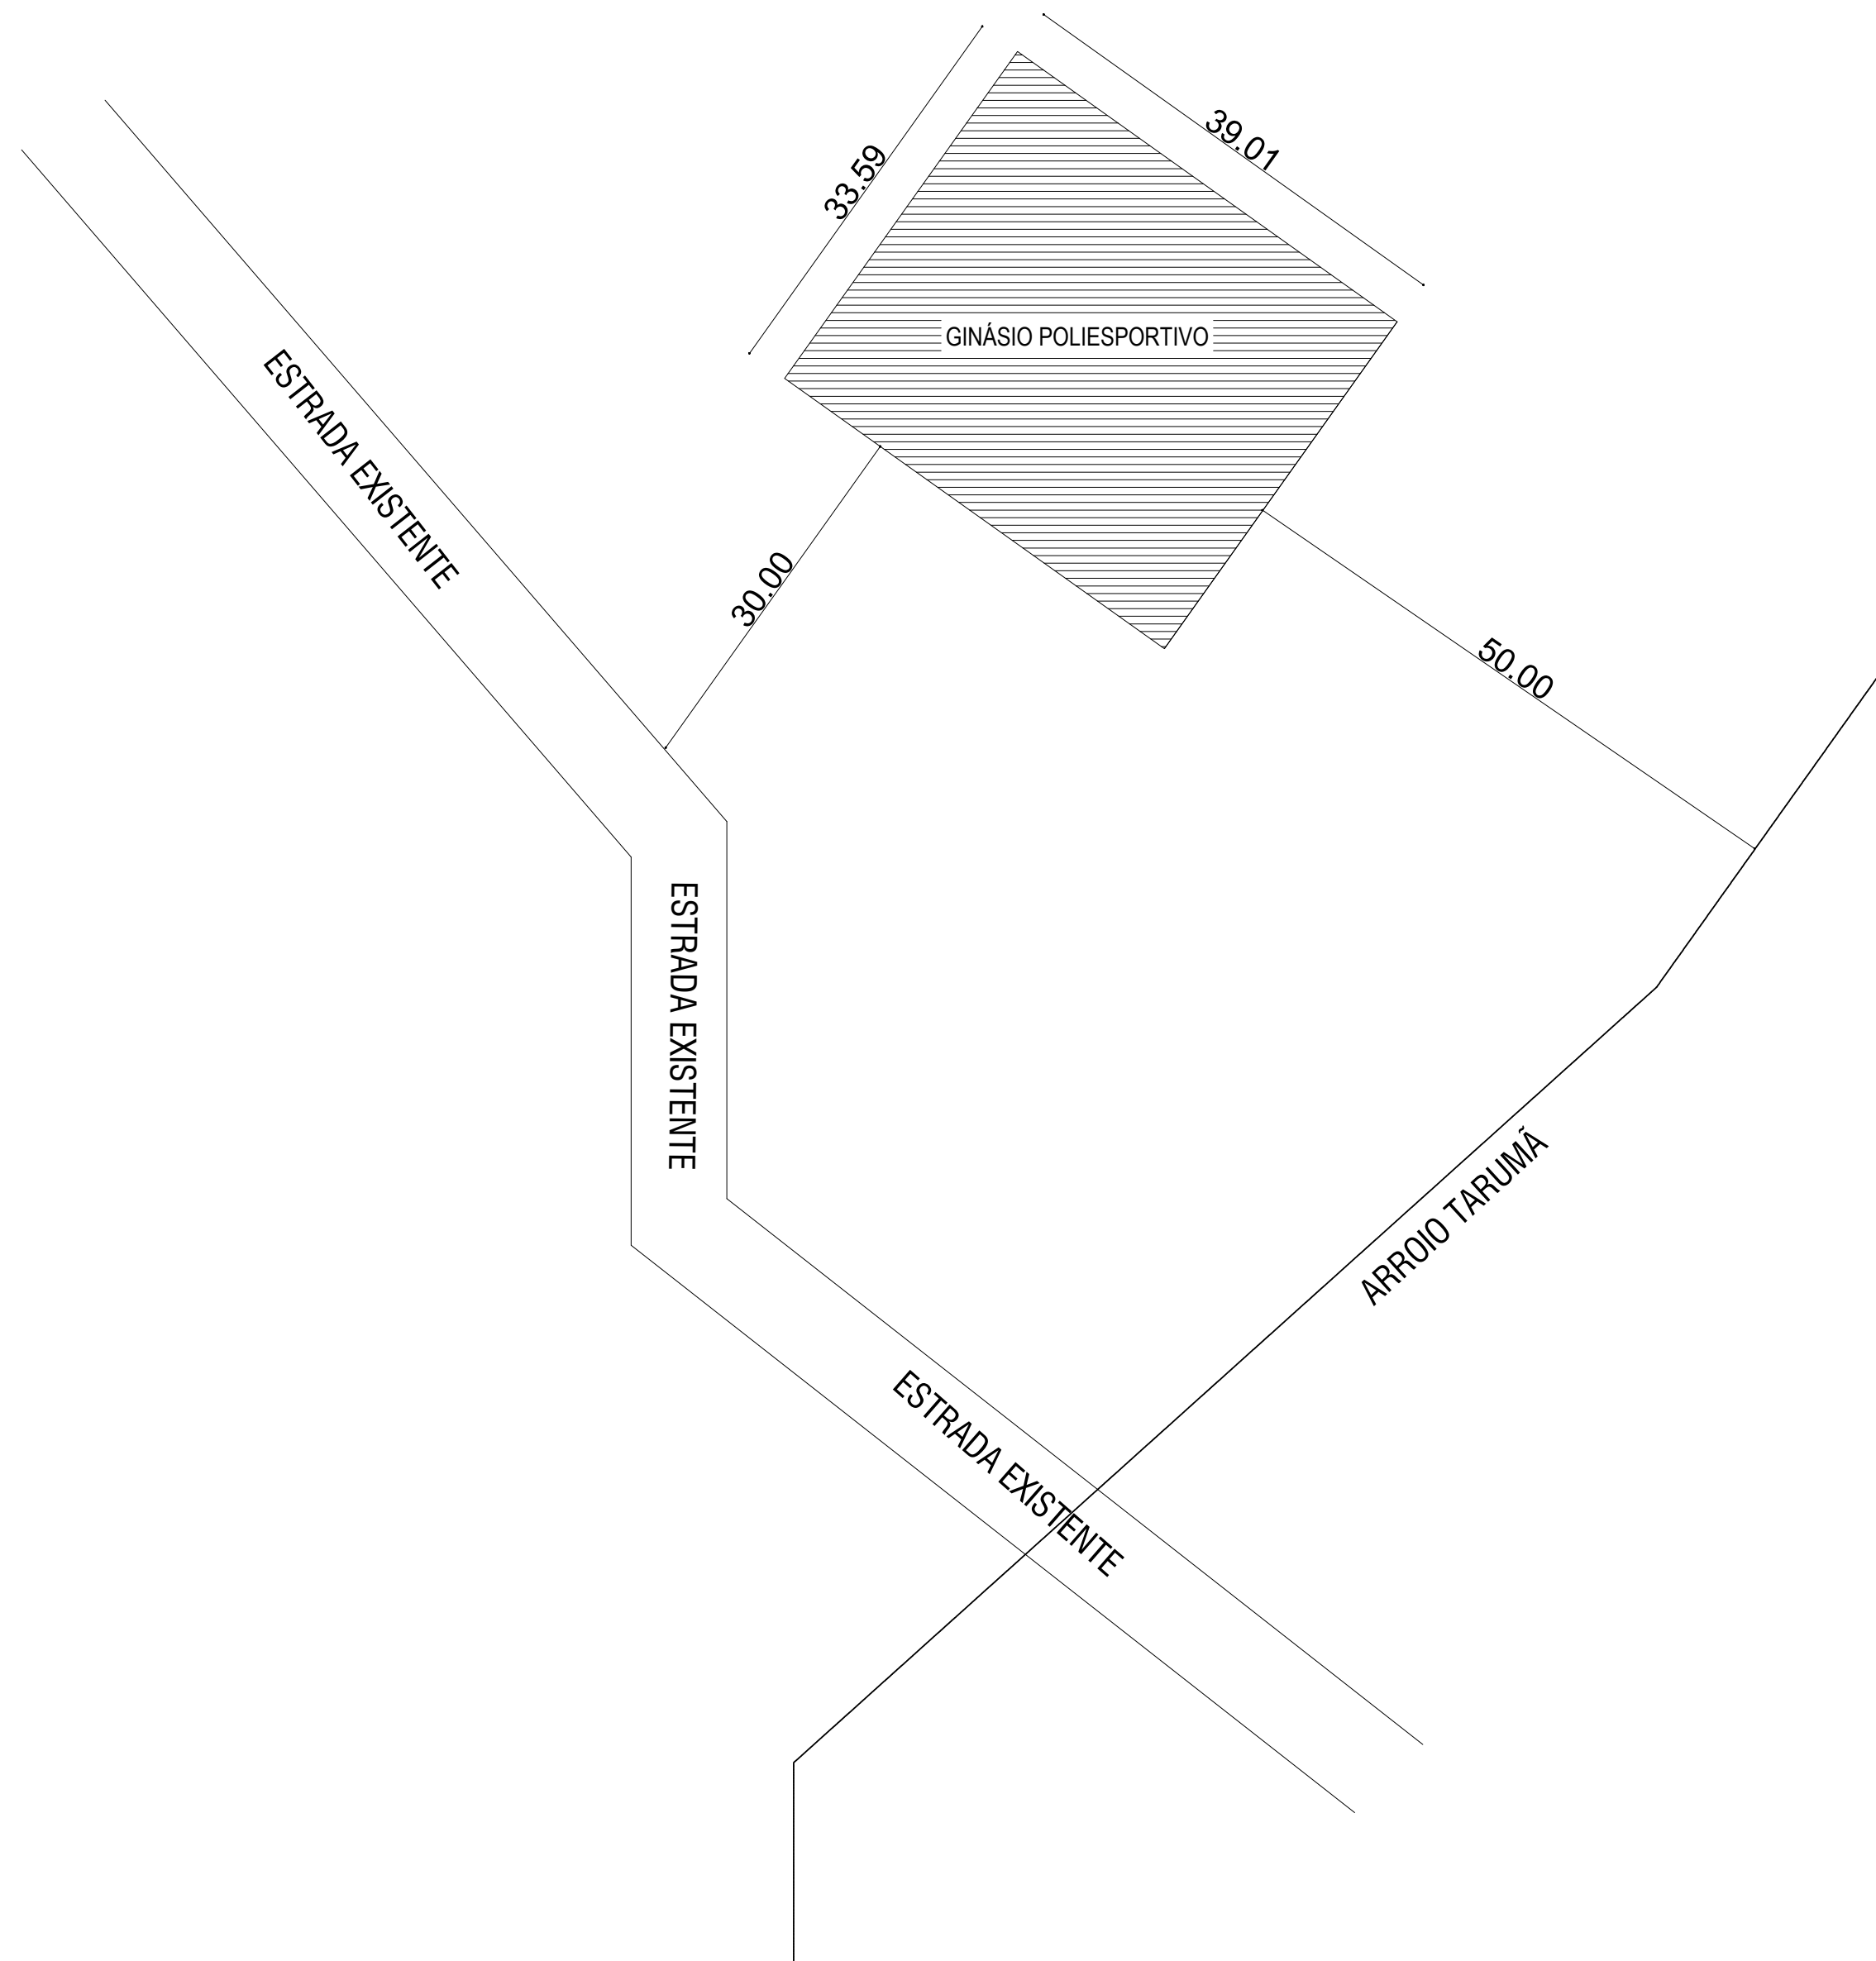 39.01
33.59
GINÁSIO POLIESPORTIVO
ESTRADA EXISTENTE
30.00
50.00
ESTRADA EXISTENTE
ARROIO TARUMÃ
ESTRADA EXISTENTE